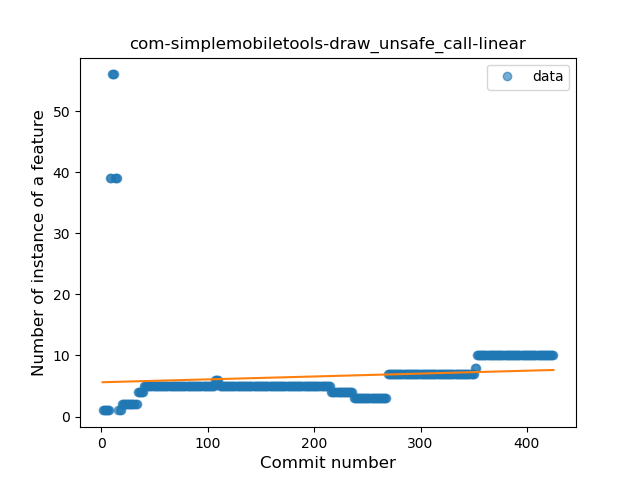 com-simplemobiletools-draw_unsafe_call-linear
data
Number of instance of a feature
50
40
30
20
10
0
0 100 200 300 400
Commit number